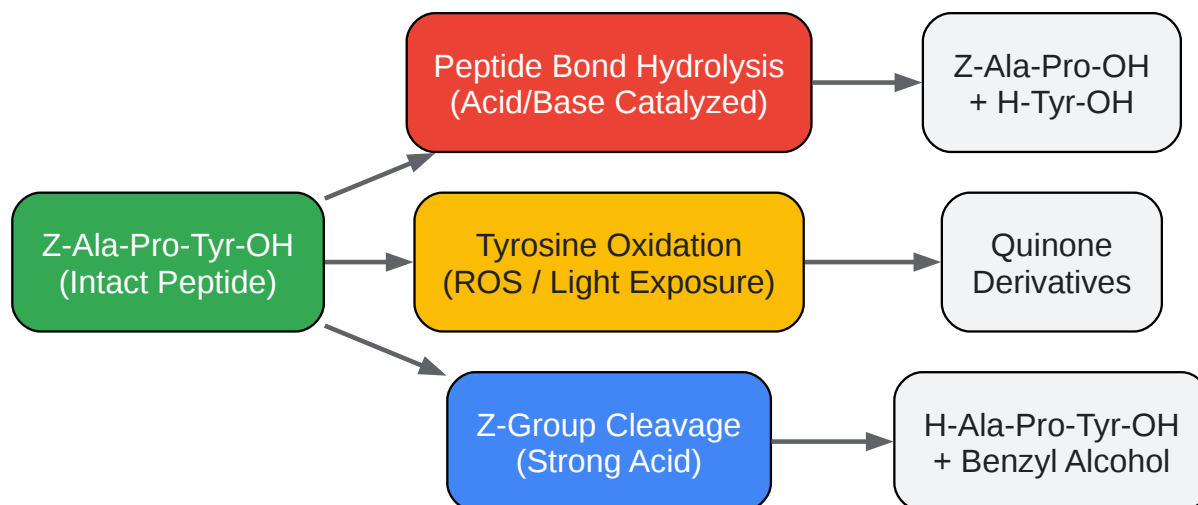 Peptide Bond Hydrolysis
(Acid/Base Catalyzed)
Z-Ala-Pro-OH
+ H-Tyr-OH
Z-Ala-Pro-Tyr-OH
(Intact Peptide)
Tyrosine Oxidation
(ROS / Light Exposure)
Quinone
Derivatives
Z-Group Cleavage
(Strong Acid)
H-Ala-Pro-Tyr-OH
+ Benzyl Alcohol